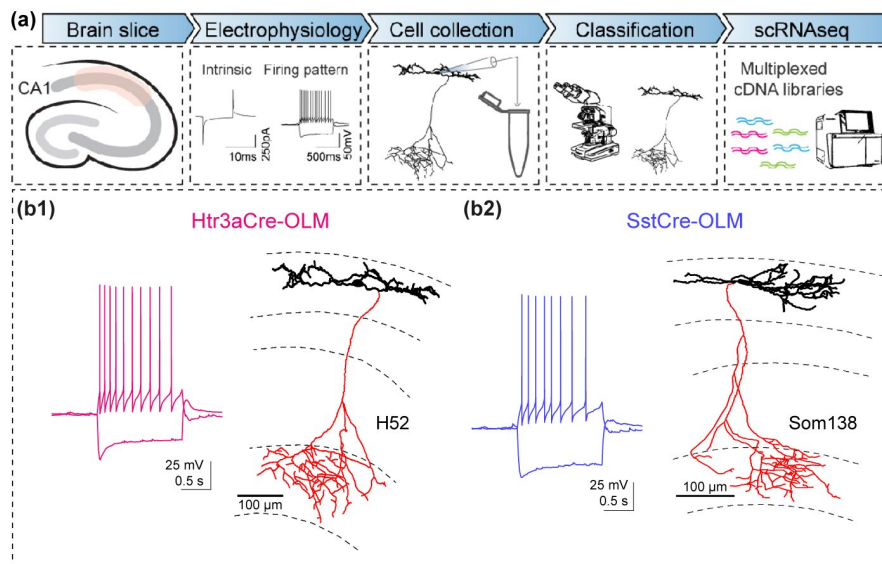 (a) Brain slice Electrophysiology Cell collection Classification scRNAseq
CA1
Intrinsic Firing pattern
10ms
250pA
500ms
50mV
Multiplexed
cDNA libraries
(b1) Htr3aCre-OLM
H52
25 mV
0.5 s
100 µm
(b2) SstCre-OLM
Som138
25 mV
0.5 s
100 µm